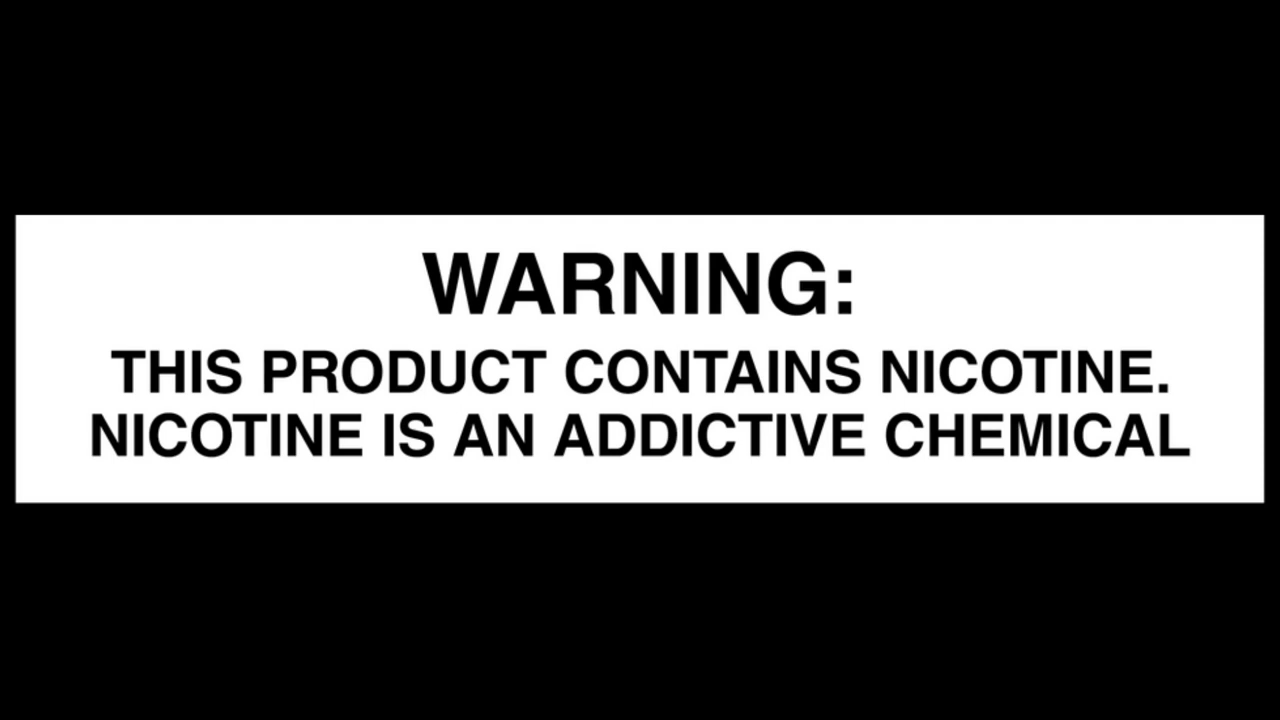 WARNING:
THIS PRODUCT CONTAINS NICOTINE.
NICOTINE IS AN ADDICTIVE CHEMICAL